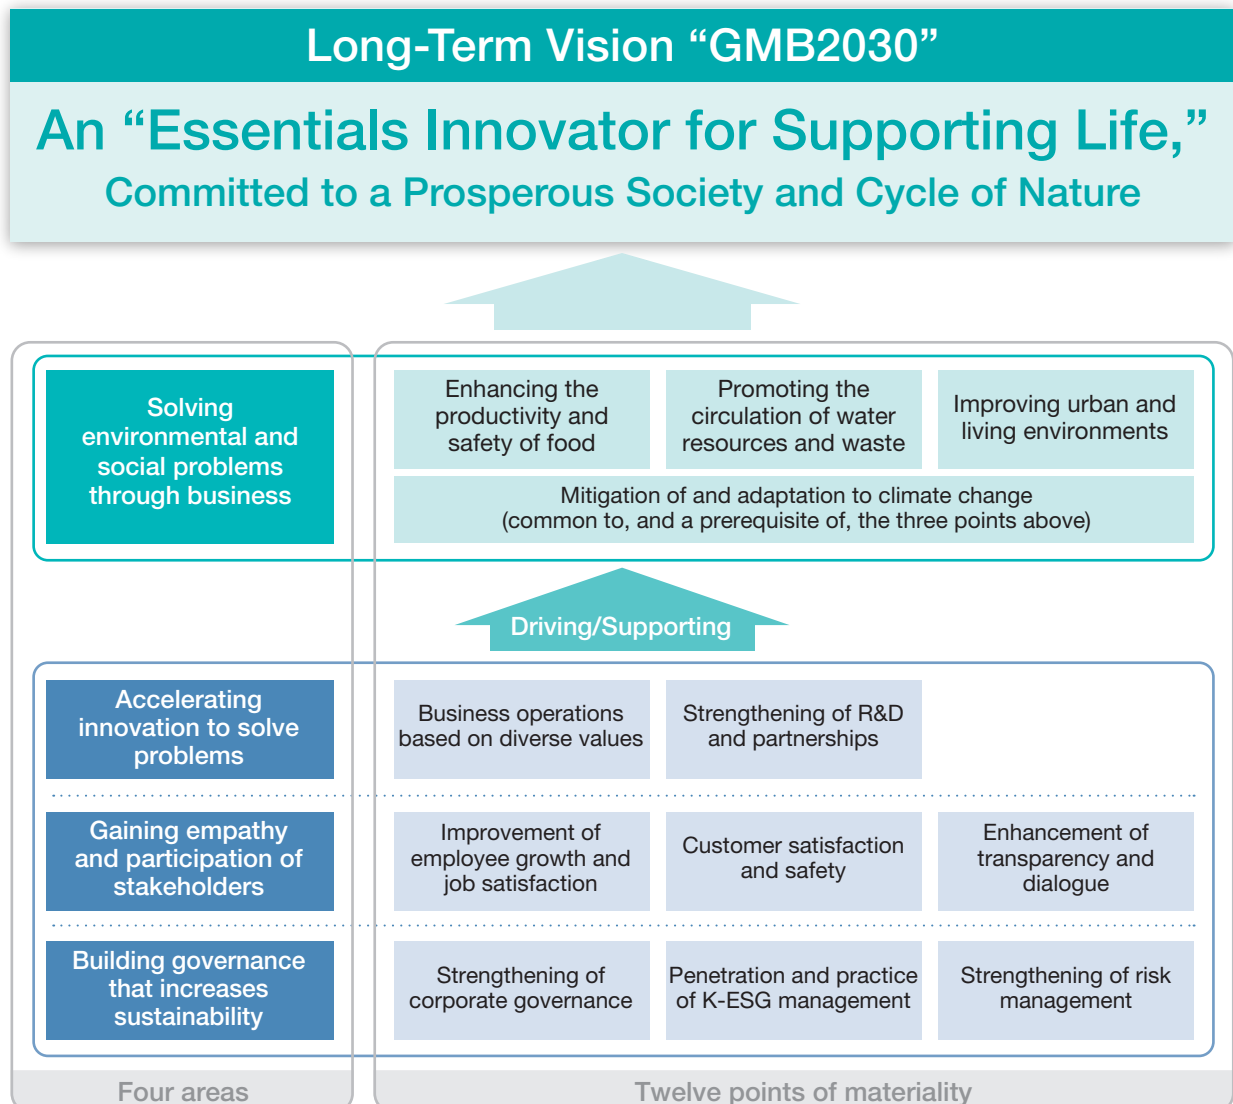 Long-Term Vision “GMB2030”
An “Essentials Innovator for Supporting Life,”
Committed to a Prosperous Society and Cycle of Nature
Solving
environmental and
social problems
through business
Enhancing the
productivity and
safety of food
Promoting the
circulation of water
resources and waste
Improving urban and
living environments
Mitigation of and adaptation to climate change
(common to, and a prerequisite of, the three points above)
Driving/Supporting
Accelerating
innovation to solve
problems
Business operations
based on diverse values
Strengthening of R&D
and partnerships
Gaining empathy
and participation of
stakeholders
Improvement of
employee growth and
job satisfaction
Customer satisfaction
and safety
Enhancement of
transparency and
dialogue
Building governance
that increases
sustainability
Strengthening of
corporate governance
Penetration and practice
of K-ESG management
Strengthening of risk
management
Four areas
Twelve points of materiality